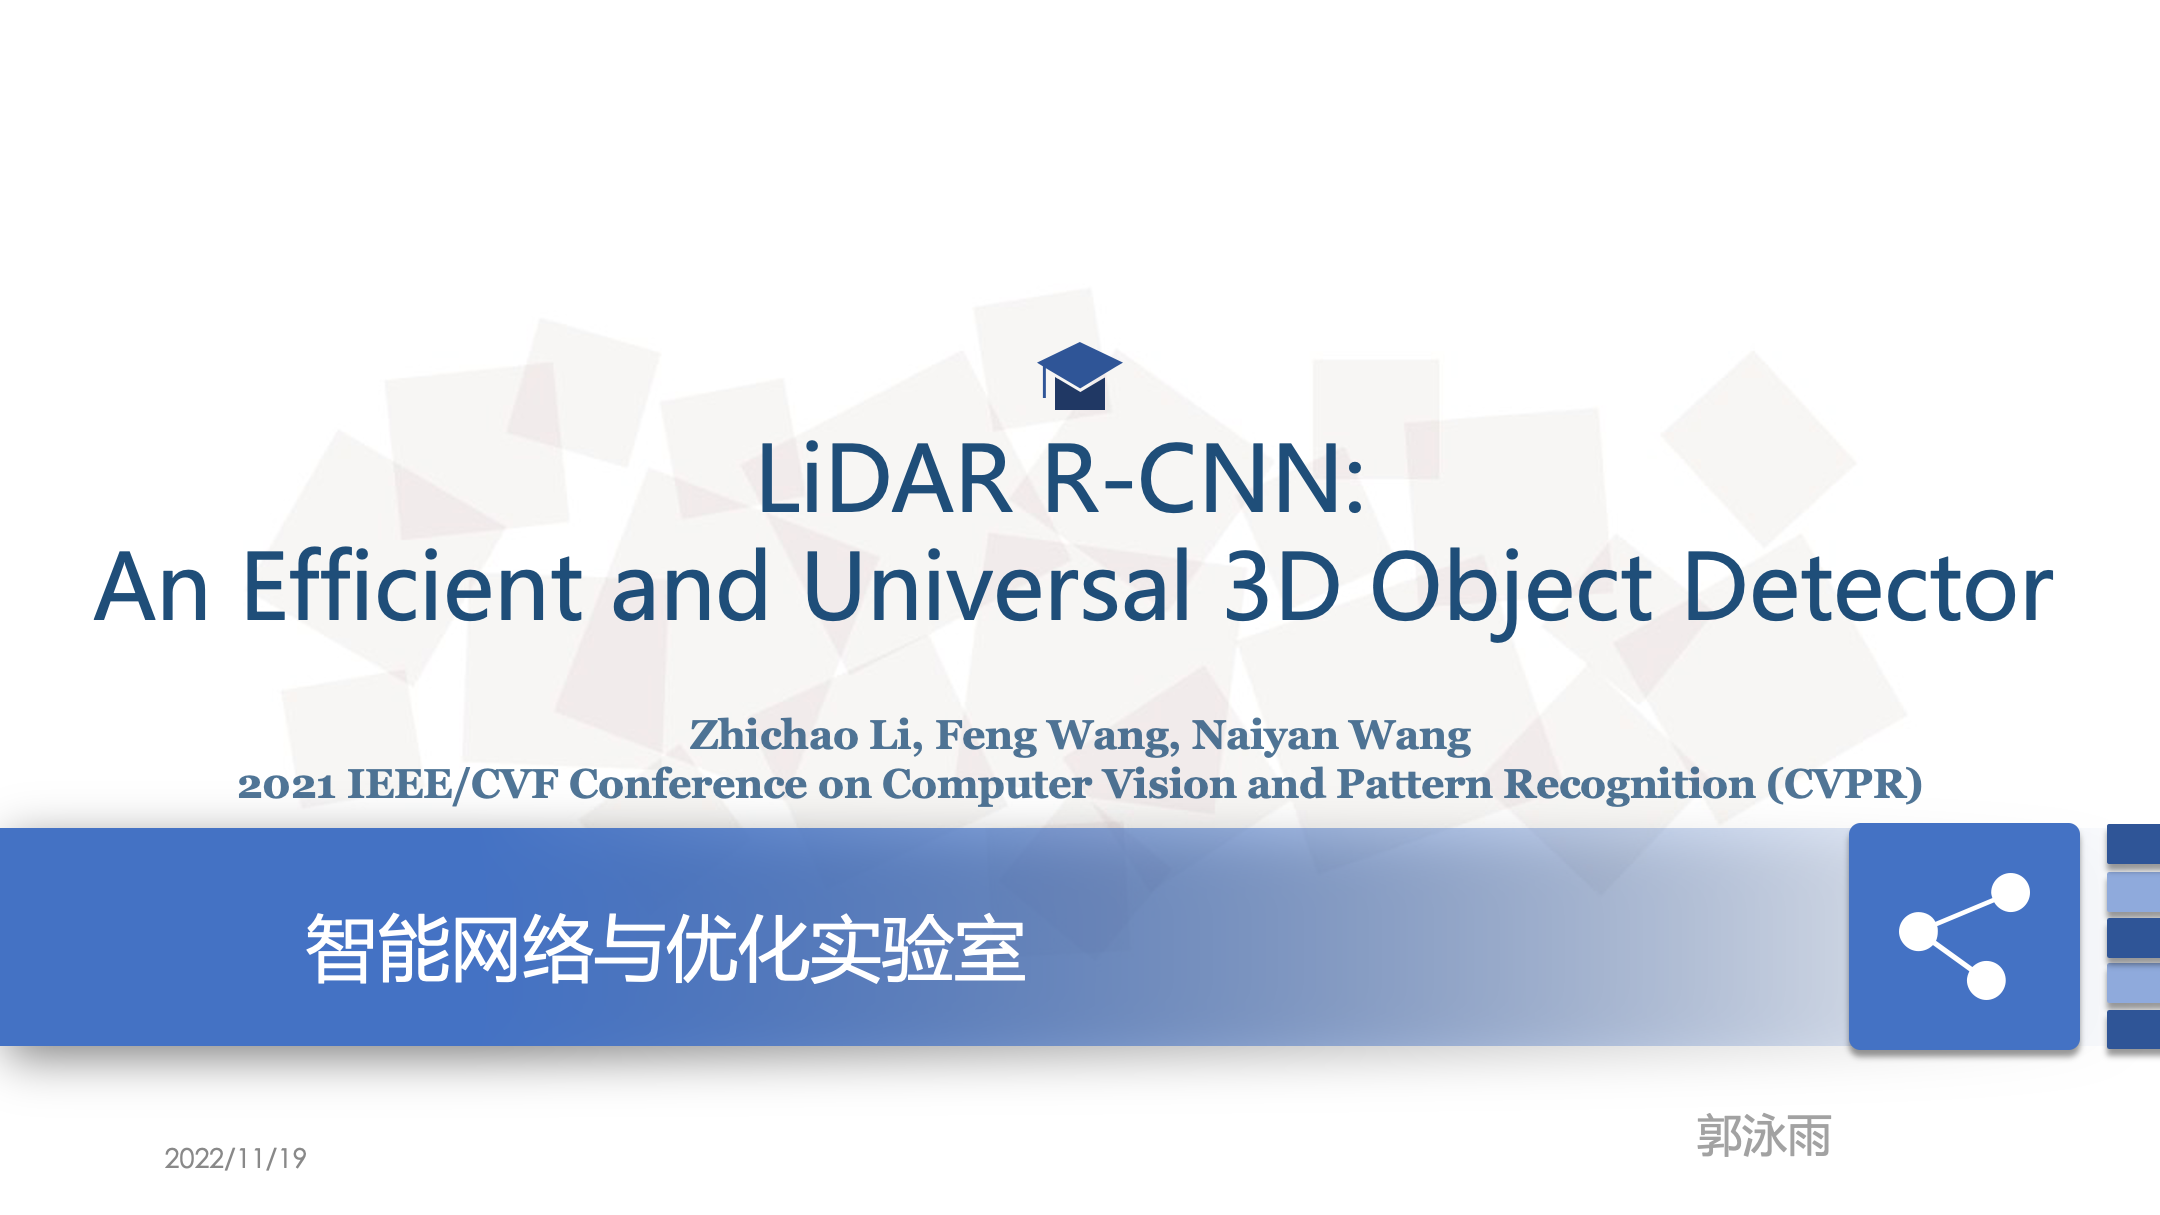 LiDAR R-CNN:
An Efficient and Universal 3D Object Detector
Zhichao Li, Feng Wang, Naiyan Wang
2021 IEEE/CVF Conference on Computer Vision and Pattern Recognition (CVPR)
智能网络与优化实验室
郭泳雨
2022/11/19